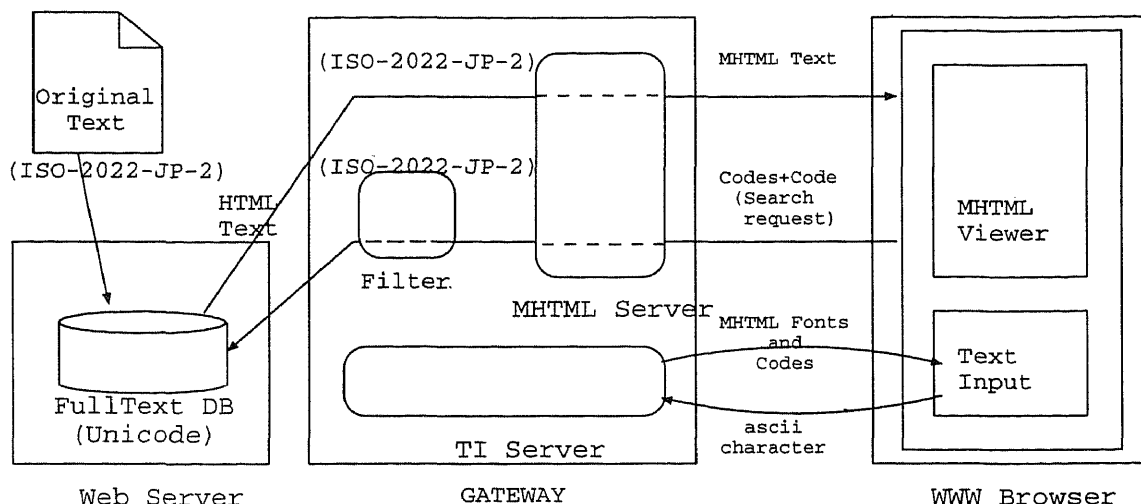 Original
Text
(ISO-2022-JP-2)
HTML
Text
FullText DB
(Unicode)
Web Server
(ISO-2022-JP-2)
(ISO-2022-JP-2)
Filter
MHTML Server
TI Server
GATEWAY
MHTML Text
Codes+Code
(Search
request)
MHTML Fonts
and
Codes
ascii
character
MHTML
Viewer
Text
Input
WWW Browser